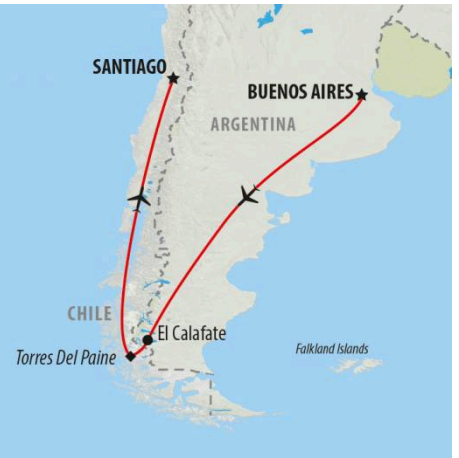 SANTIAGO
BUENOS AIRES
ARGENTINA
CHILE
El Calafate
Torres Del Paine
Falkland Islands